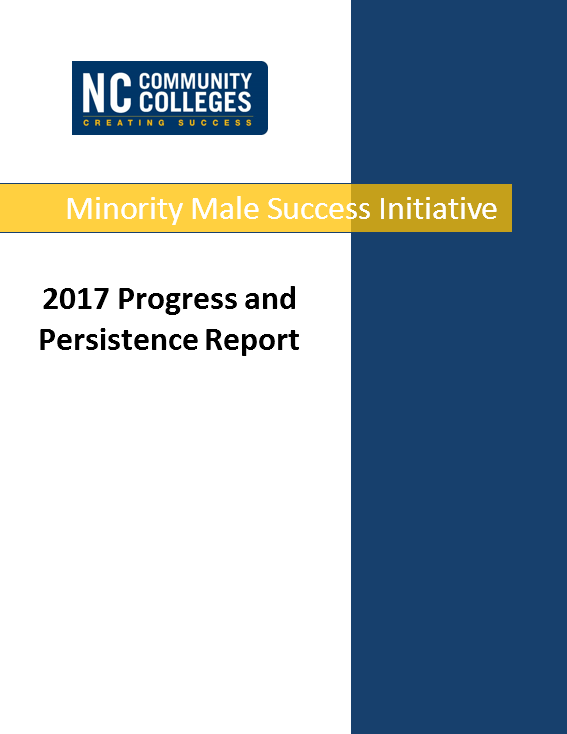 NC COMMUNITY
COLLEGES
CREATING SUCCESS
Minority Male Success Initiative
2017 Progress and
Persistence Report